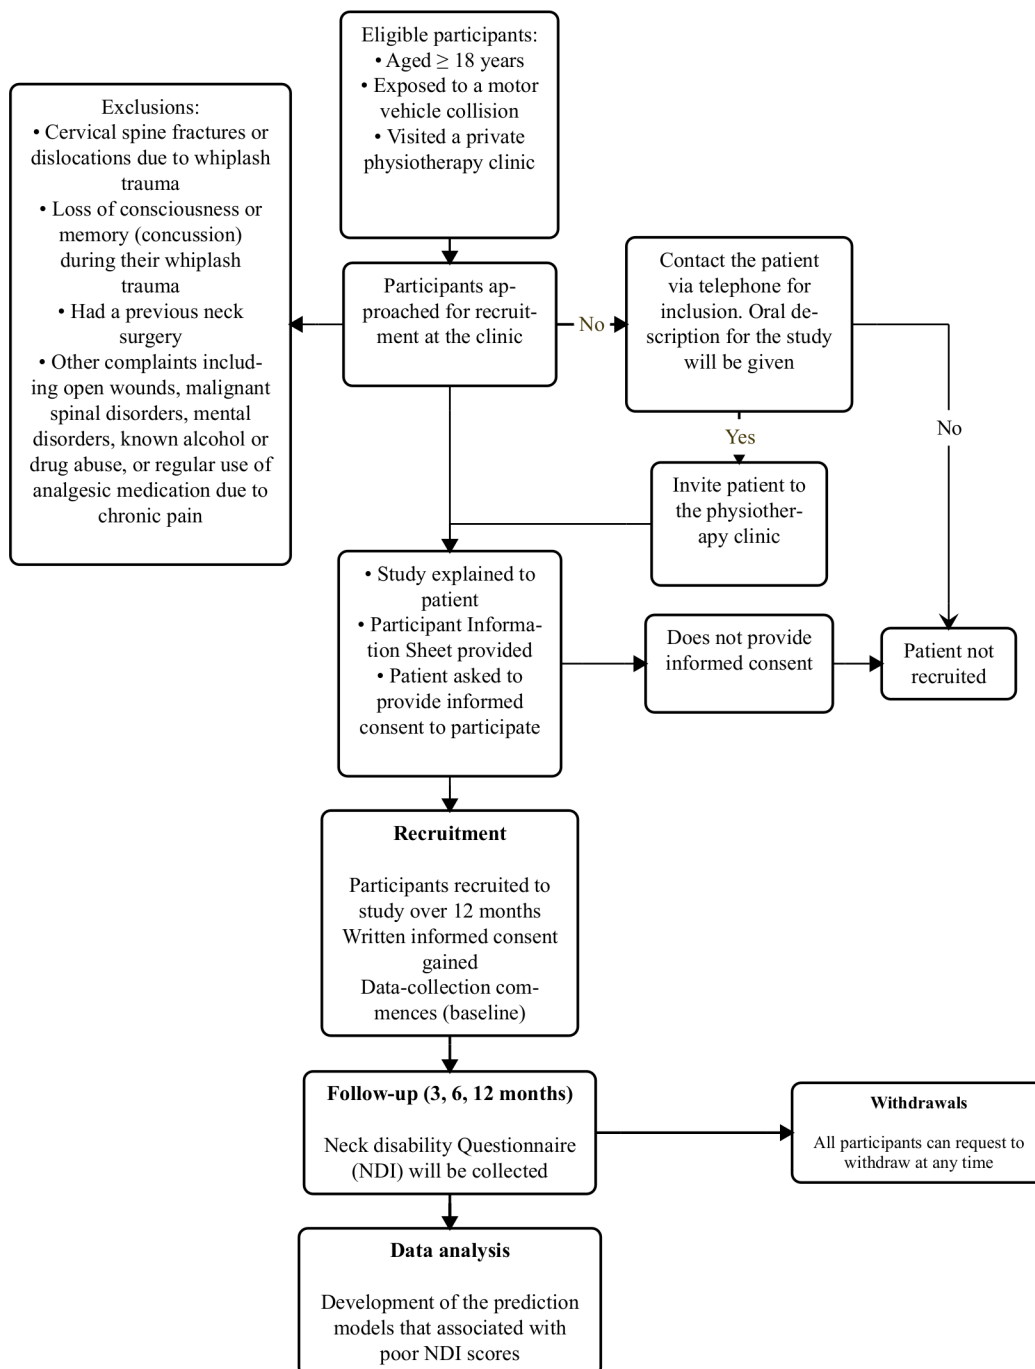 Eligible participants:
• Aged ≥ 18 years
• Exposed to a motor
vehicle collision
• Visited a private
physiotherapy clinic
Exclusions:
• Cervical spine fractures or
dislocations due to whiplash
trauma
• Loss of consciousness or
memory (concussion)
during their whiplash
trauma
• Had a previous neck
surgery
• Other complaints includ-
ing open wounds, malignant
spinal disorders, mental
disorders, known alcohol or
drug abuse, or regular use of
analgesic medication due to
chronic pain
Participants ap-
proached for recruit-
ment at the clinic
No
Contact the patient
via telephone for
inclusion. Oral de-
scription for the study
will be given
Yes
No
Invite patient to
the physiother-
apy clinic
• Study explained to
patient
• Participant Informa-
tion Sheet provided
• Patient asked to
provide informed
consent to participate
Does not provide
informed consent
Patient not
recruited
Recruitment
Participants recruited to
study over 12 months
Written informed consent
gained
Data-collection com-
mences (baseline)
Follow-up (3, 6, 12 months)
Neck disability Questionnaire
(NDI) will be collected
Withdrawals
All participants can request to
withdraw at any time
Data analysis
Development of the prediction
models that associated with
poor NDI scores